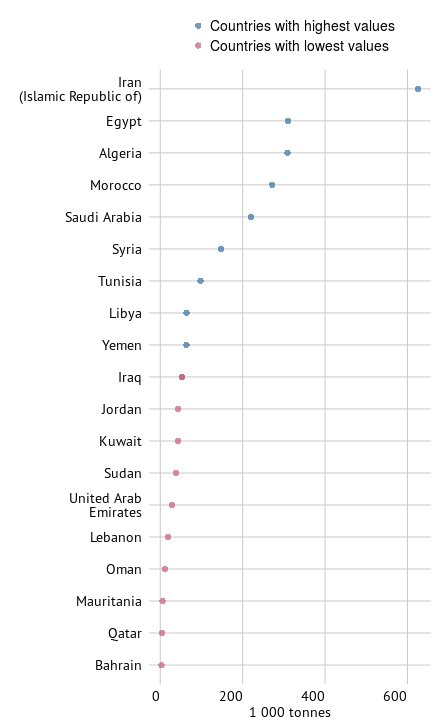 Countries with highest values
Countries with lowest values
Iran
(Islamic Republic of)
Egypt
Algeria
Morocco
Saudi Arabia
Syria
Tunisia
Libya
Yemen
Iraq
Jordan
Kuwait
Sudan
United Arab
Emirates
Lebanon
Oman
Mauritania
Qatar
Bahrain
0 200 400 600
1 000 tonnes